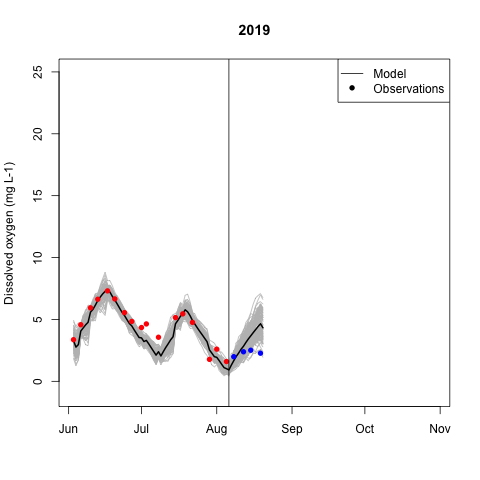 2019
Dissolved oxygen (mg L-1)
25
20
15
10
5
0
Model
Observations
Jun Jul Aug Sep Oct Nov